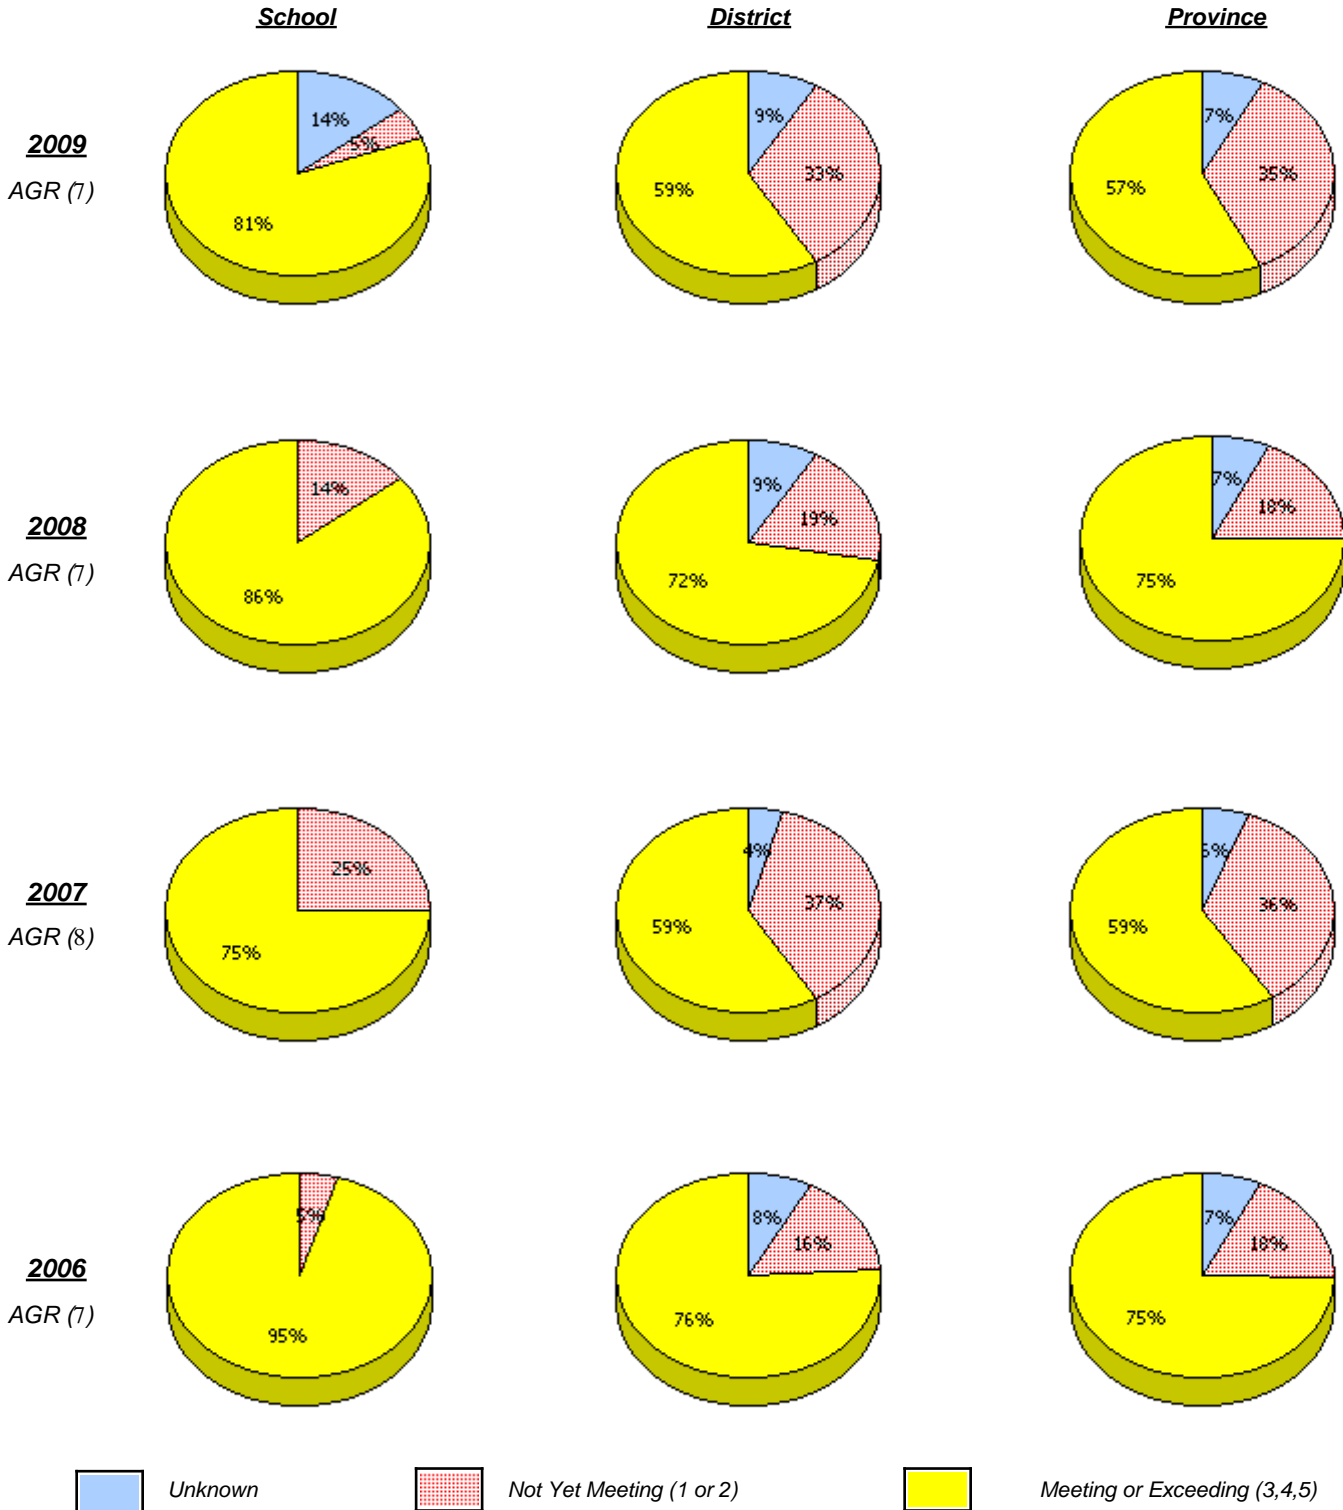 School District Province
2009
AGR (7)
14% 5% 81%
9% 33% 59%
7% 35% 57%
2008
AGR (7)
14% 86%
9% 19% 72%
7% 18% 75%
2007
AGR (8)
25% 75%
4% 37% 59%
36% 59%
2006
AGR (7)
5% 95%
8% 16% 76%
7% 18% 75%
Unknown Not Yet Meeting (1 or 2) Meeting or Exceeding (3,4,5)